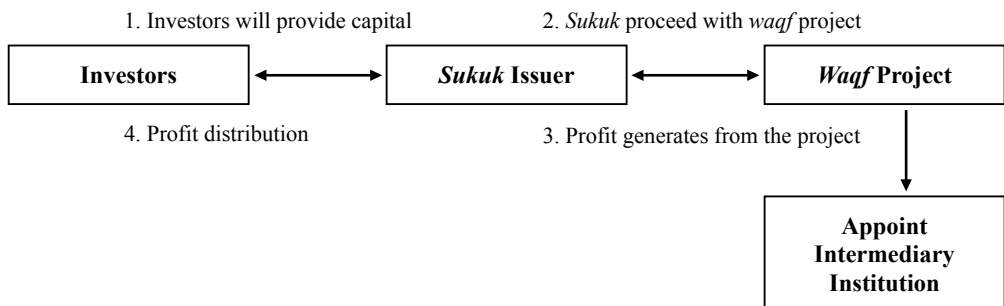 1. Investors will provide capital
2. Sukuk proceed with waqf project
Investors
Sukuk Issuer
Waqf Project
4. Profit distribution
3. Profit generates from the project
Appoint
Intermediary
Institution